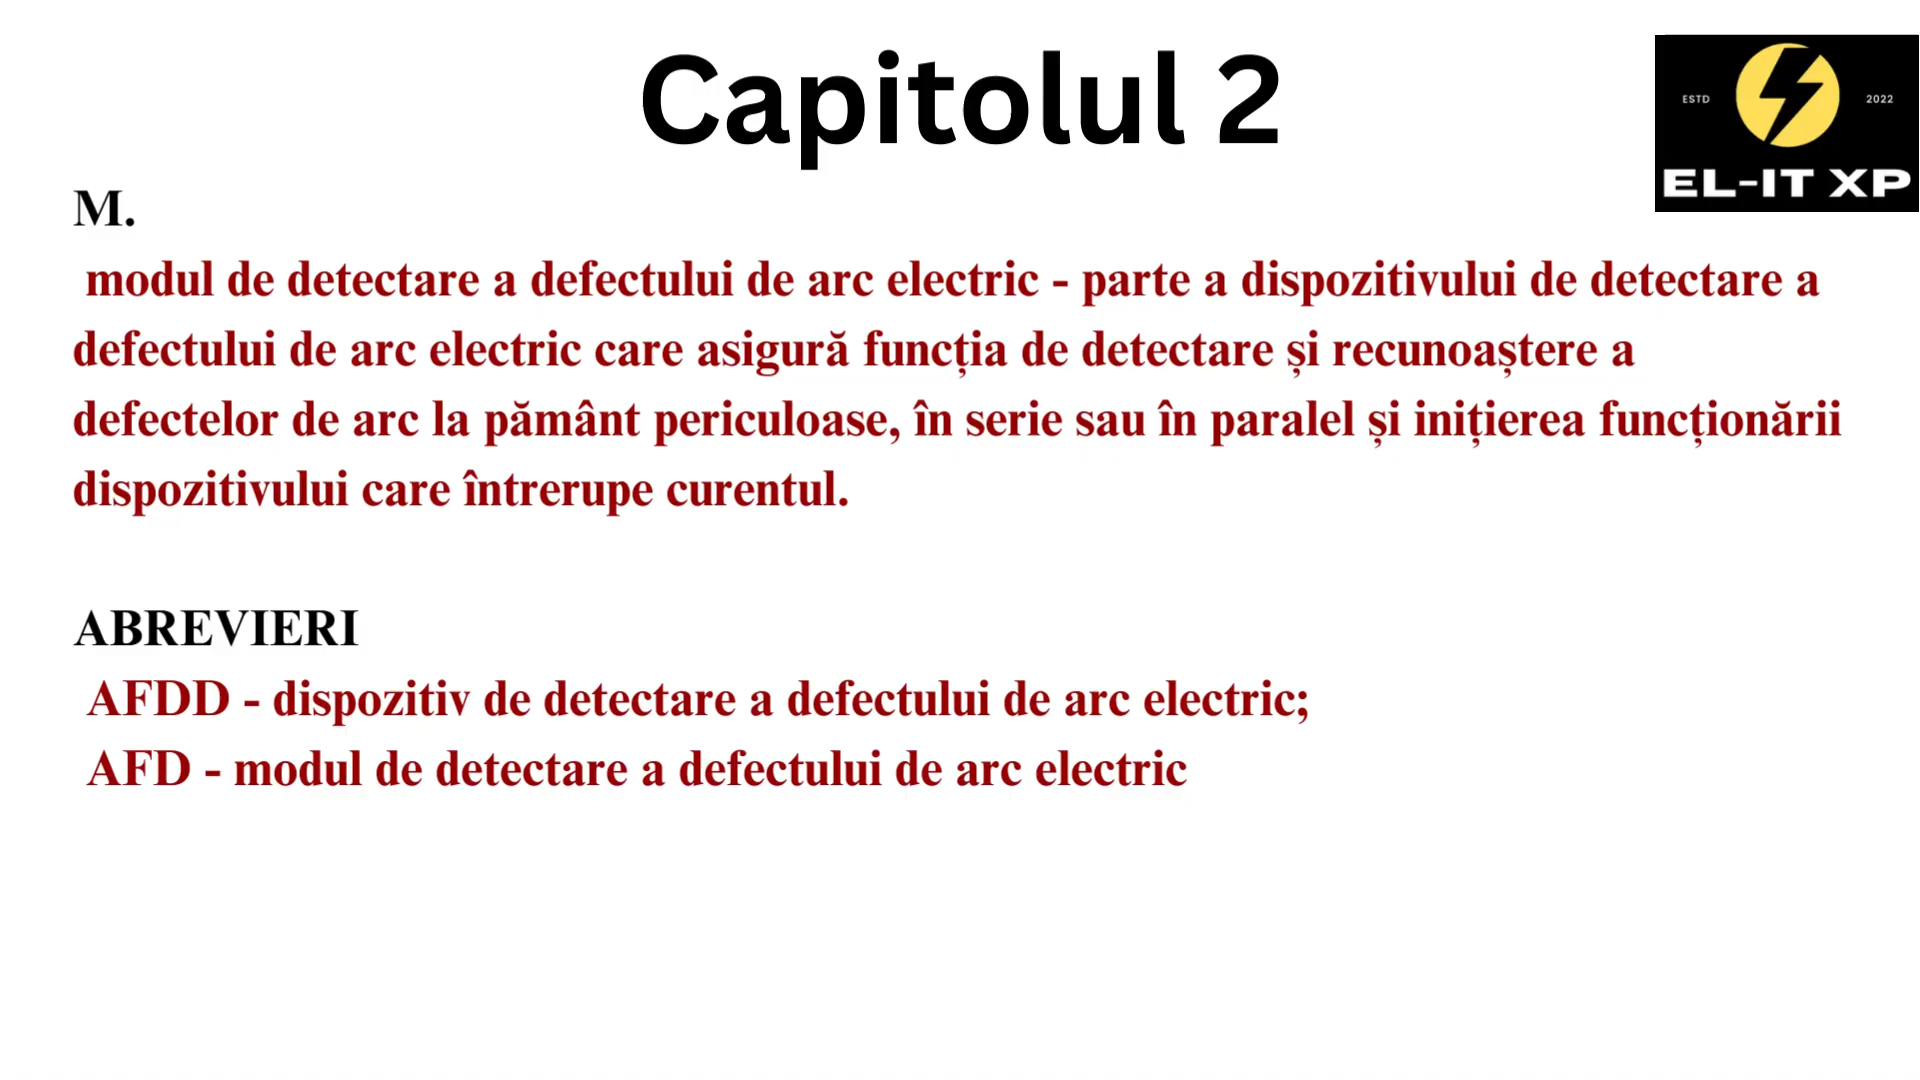 Capitolul 2
ESTD
2022
EL-IT XP
M.
modul de detectare a defectului de arc electric - parte a dispozitivului de detectare a
defectului de arc electric care asigură funcția de detectare și recunoaștere a
defectelor de arc la pământ periculoase, în serie sau în paralel și inițierea funcționării
dispozitivului care întrerupe curentul.
ABREVIERI
AFDD - dispozitiv de detectare a defectului de arc electric;
AFD - modul de detectare a defectului de arc electric